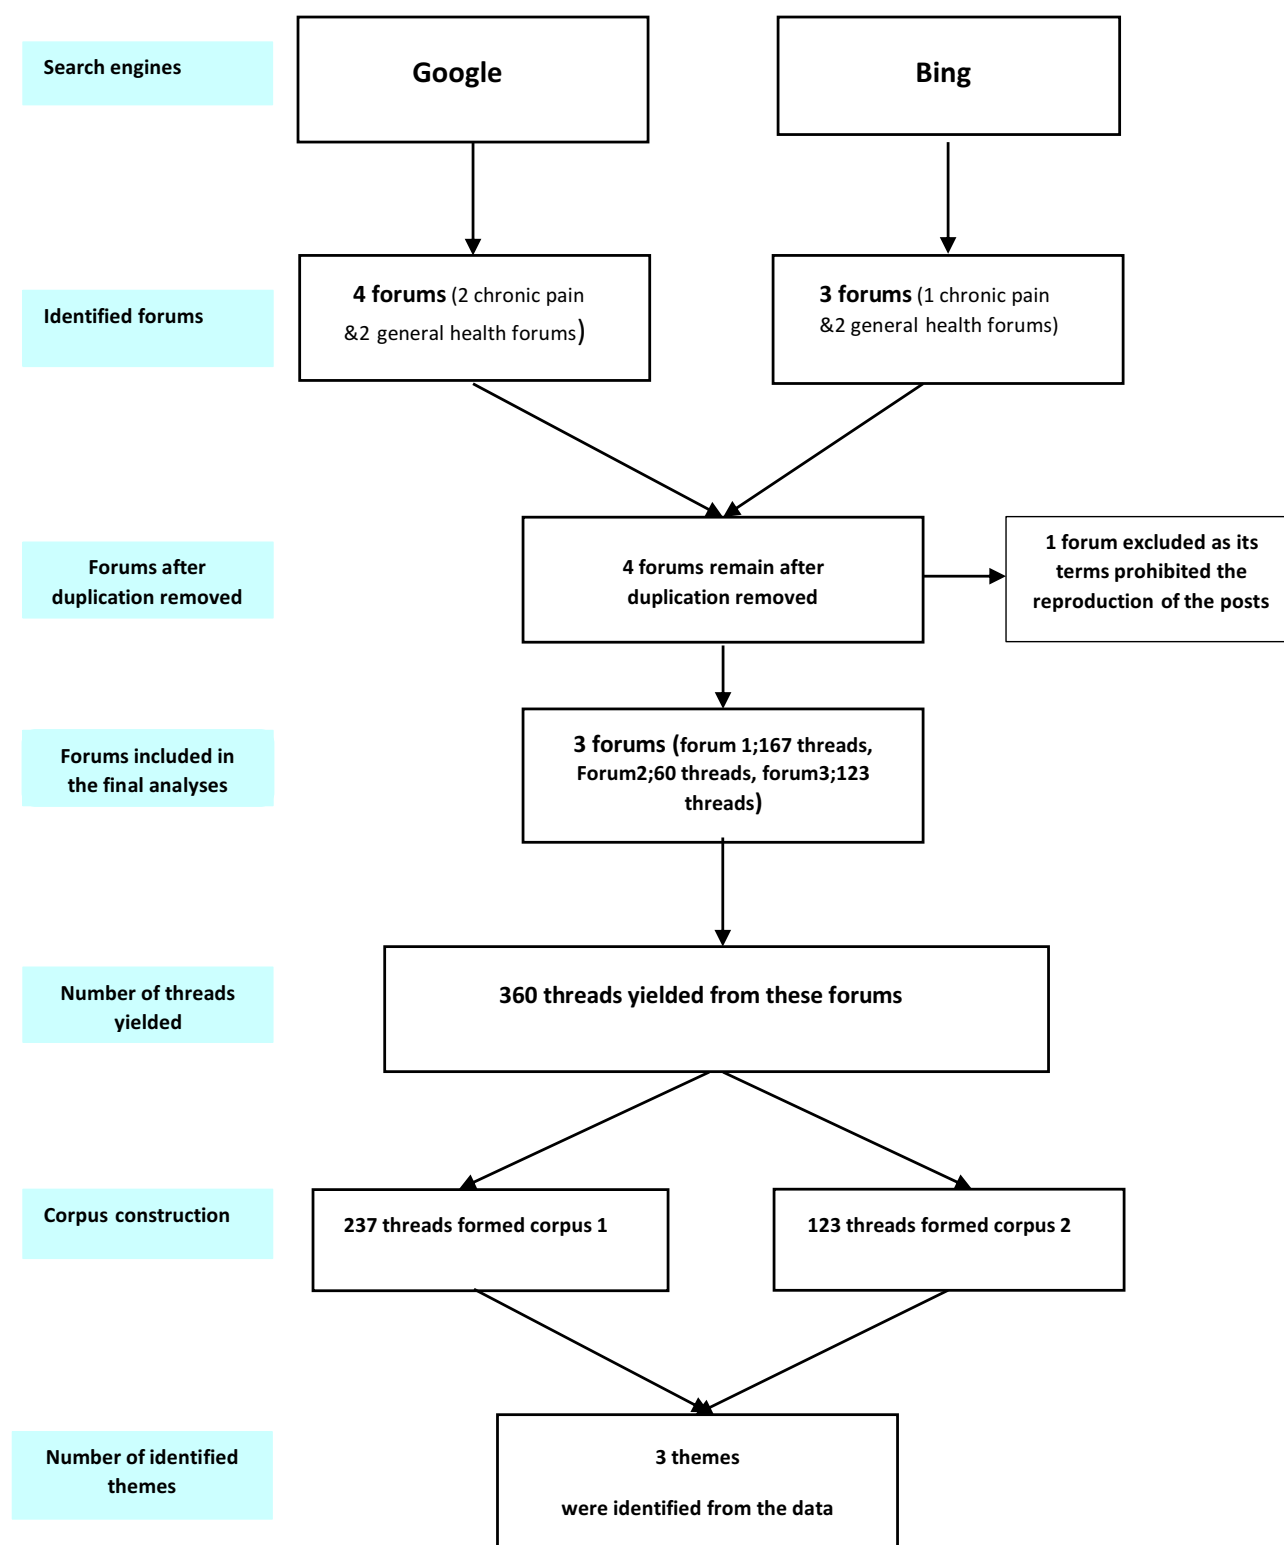 Search engines
Google
Bing
Identified forums
4 forums (2 chronic pain
&2 general health forums)
3 forums (1 chronic pain
&2 general health forums)
Forums after
duplication removed
4 forums remain after
duplication removed
1 forum excluded as its
terms prohibited the
reproduction of the posts
Forums included in
the final analyses
3 forums (forum 1;167 threads,
Forum2;60 threads, forum3;123
threads)
Number of threads
yielded
360 threads yielded from these forums
Corpus construction
237 threads formed corpus 1
123 threads formed corpus 2
Number of identified
themes
3 themes
were identified from the data